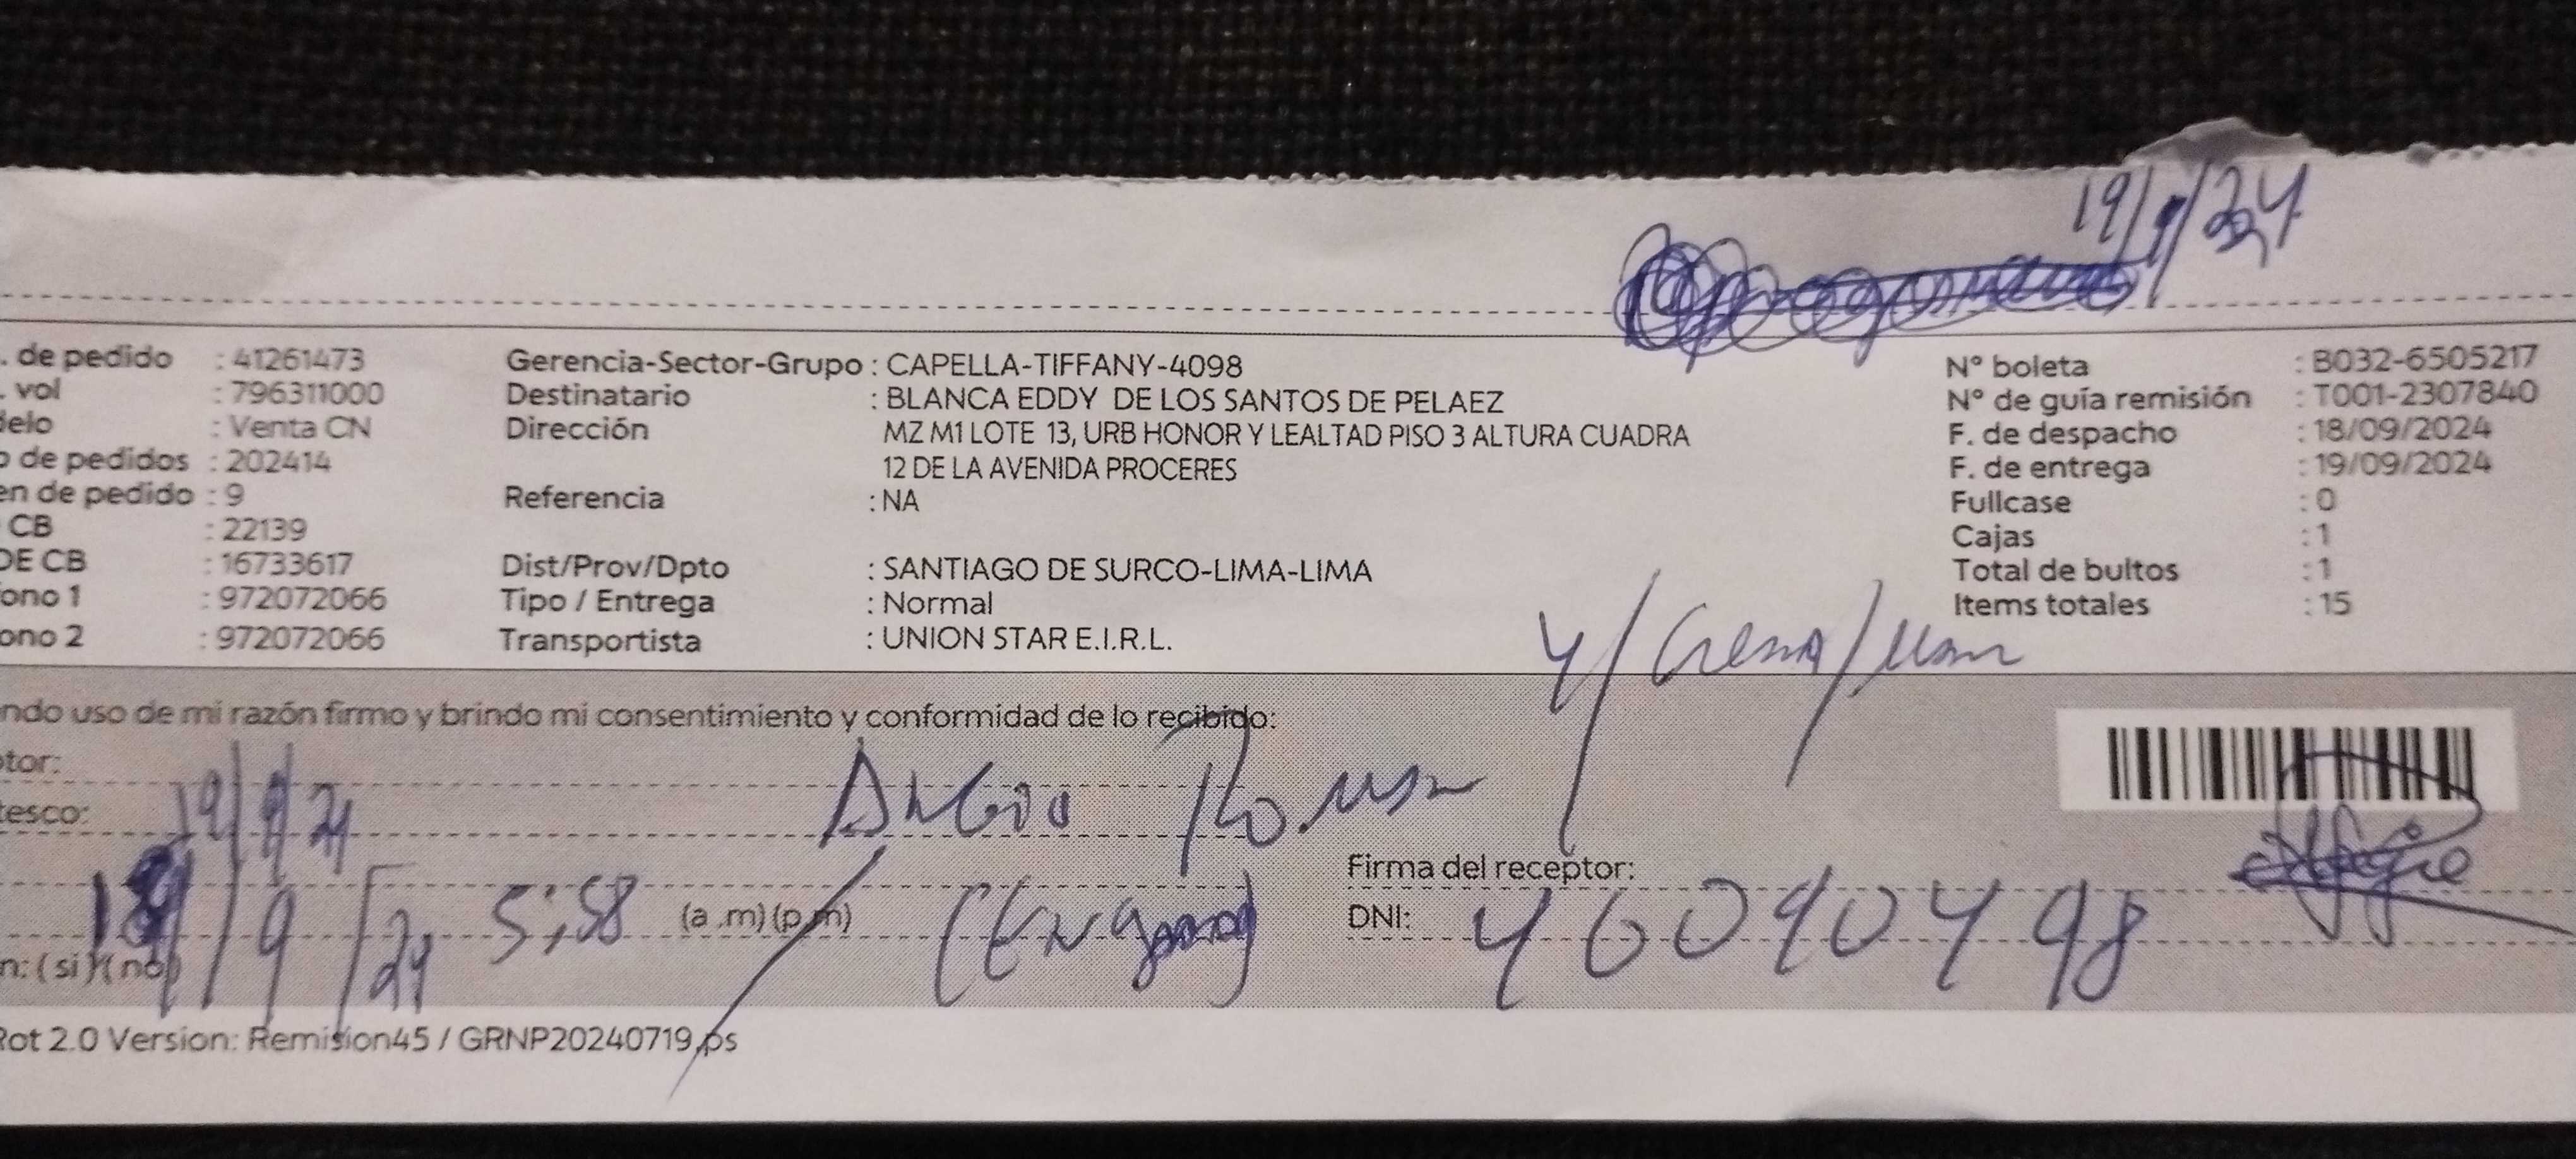 19/9/24
. de pedido : 41261473 Gerencia-Sector-Grupo : CAPELLA-TIFFANY-4098 N° boleta : B032-6505217
. vol : 796311000 Destinatario : BLANCA EDDY DE LOS SANTOS DE PELAEZ N° de guía remisión : T001-2307840
delo : Venta CN Dirección MZ M1 LOTE 13, URB HONOR Y LEALTAD PISO 3 ALTURA CUADRA F. de despacho : 18/09/2024
o de pedidos : 202414 12 DE LA AVENIDA PROCERES F. de entrega : 19/09/2024
en de pedido : 9 Referencia : NA Fullcase : 0
CB : 22139 Cajas : 1
DE CB : 16733617 Dist/Prov/Dpto : SANTIAGO DE SURCO-LIMA-LIMA Total de bultos : 1
ono 1 : 972072066 Tipo / Entrega : Normal Items totales : 15
ono 2 : 972072066 Transportista : UNION STAR E.I.R.L.
ndo uso de mi razón firmo y brindo mi consentimiento y conformidad de lo recibido:
tor:
tesco: 19/9/24
Firma del receptor:
/9/24 5:58 (a .m) (p.m) DNI: 46090498
n: ( si ) ( no )
Rot 2.0 Version: Remision45 / GRNP20240719.ps